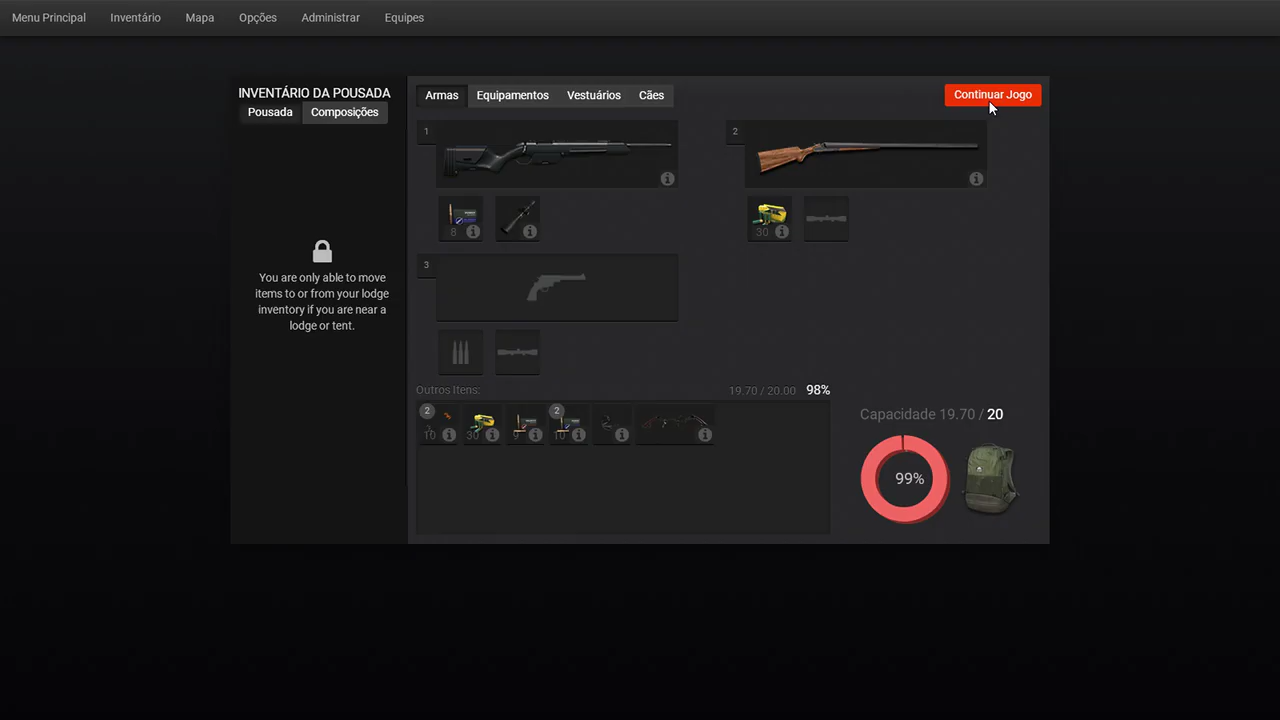 Menu Principal Inventário Mapa Opções Administrar Equipes
INVENTÁRIO DA POUSADA
Pousada Composições
You are only able to move
items to or from your lodge
inventory if you are near a
lodge or tent.
Armas Equipamentos Vestuários Cães
Continuar Jogo
1
2
8
30
3
Outros Itens:
19.70 / 20.00 98%
2 2
10 30 9 10
Capacidade 19.70 / 20
99%